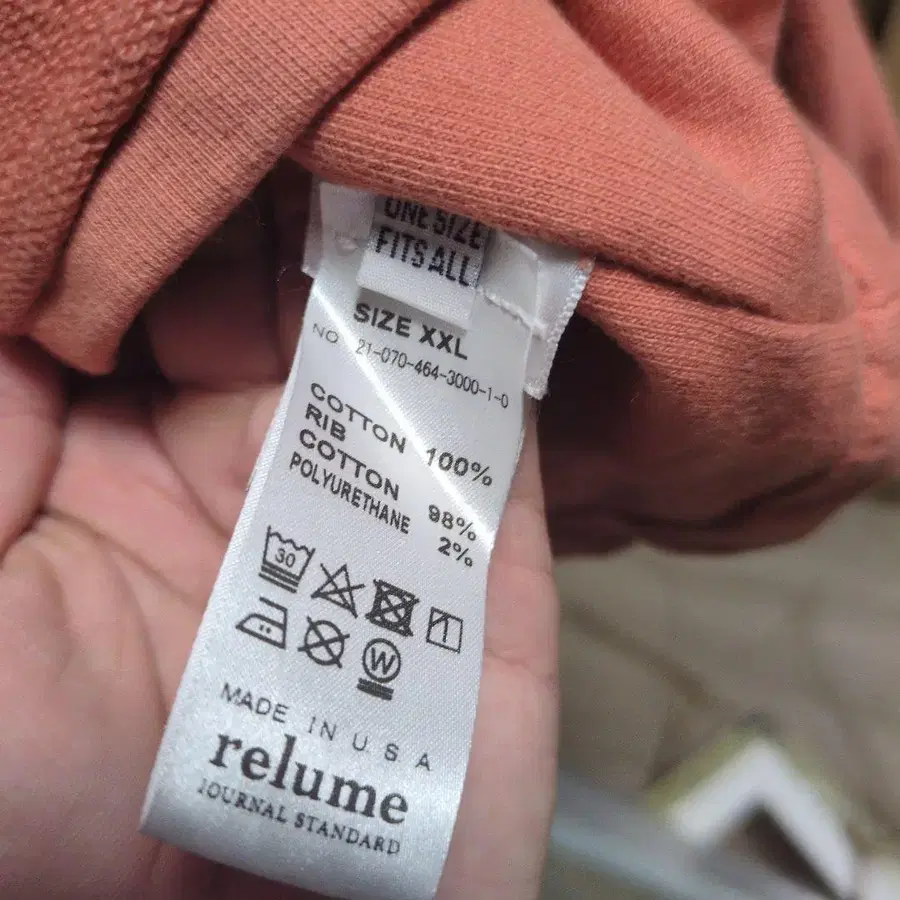 ONE SIZE
FITS ALL
SIZE XXL
NO 21-070-464-3000-1-0
COTTON 100%
RIB
COTTON 98%
POLYURETHANE 2%
30
W
MADE IN USA
relume
JOURNAL STANDARD